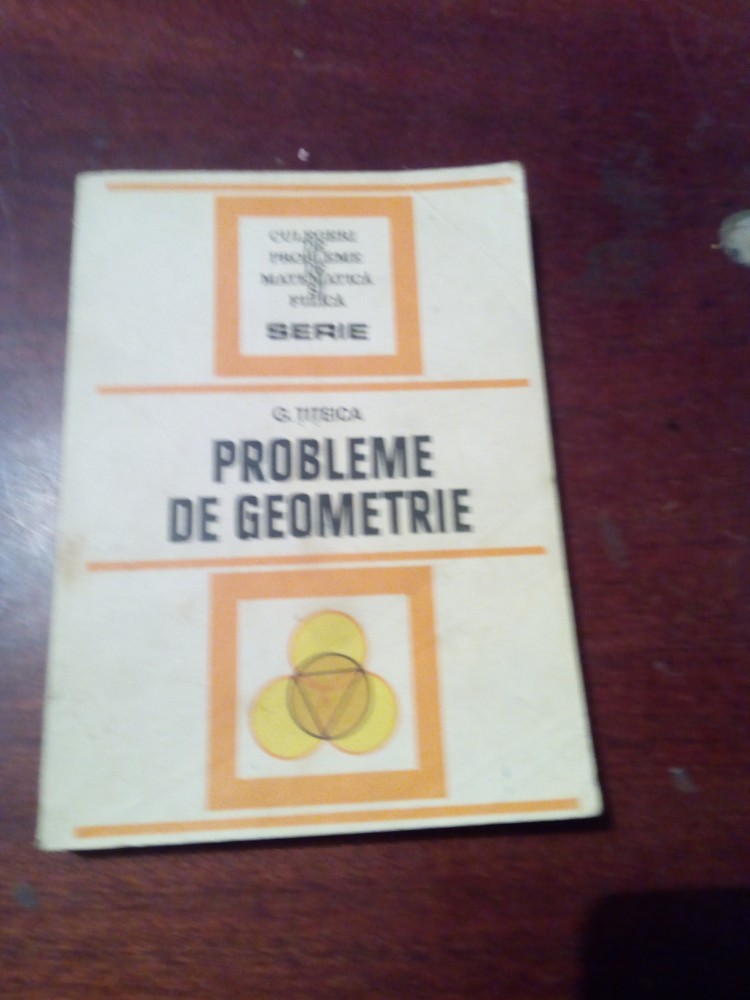 CULEGERI
DE
PROBLEME
DE
MATEMATICĂ
ȘI
FIZICĂ
SERIE
G. ȚIȚEICA
PROBLEME
DE GEOMETRIE